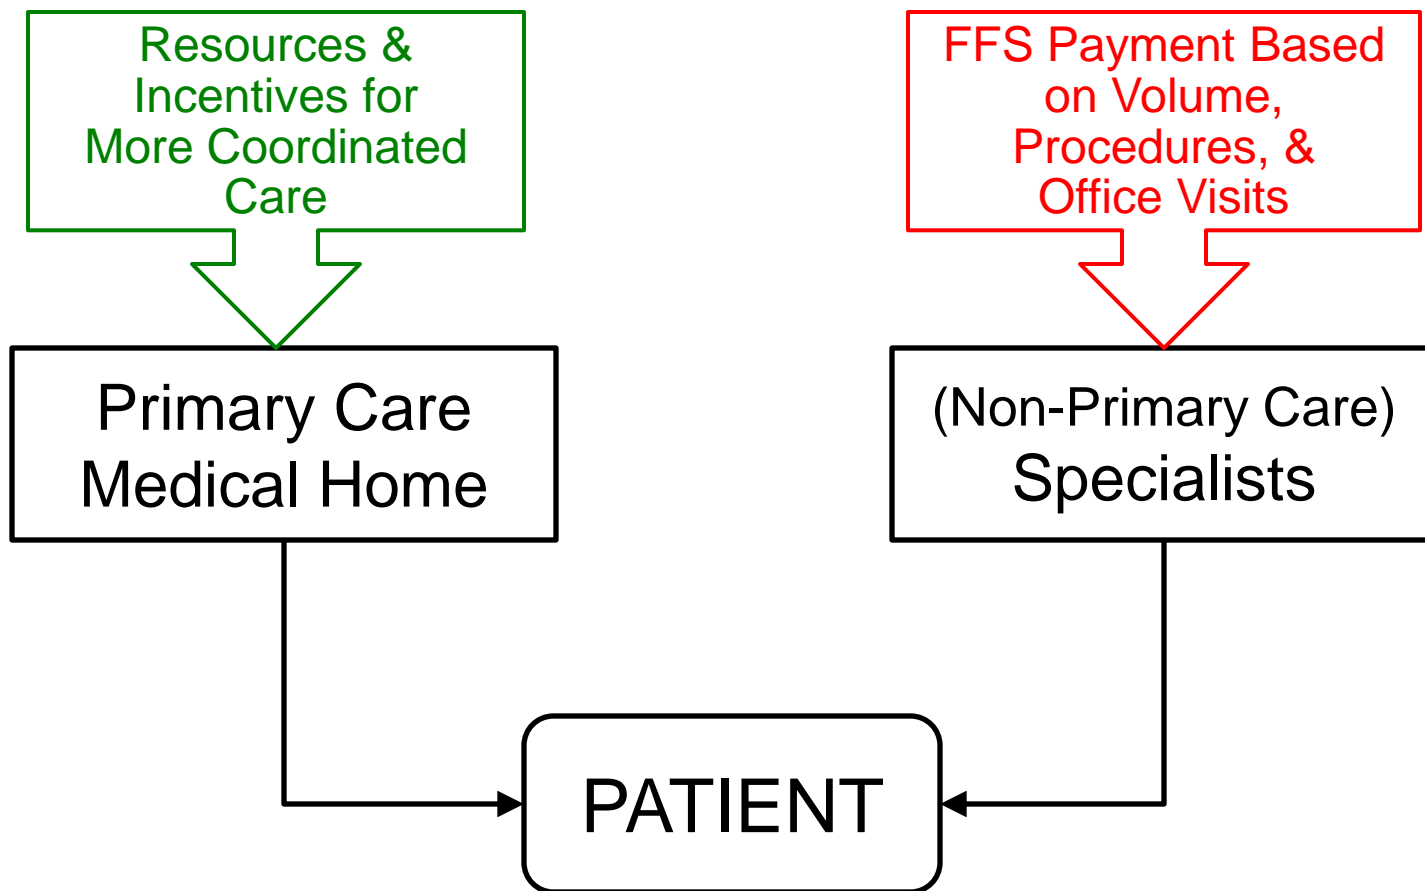 Resources &
Incentives for
More Coordinated
Care
FFS Payment Based
on Volume,
Procedures, &
Office Visits
Primary Care
Medical Home
(Non-Primary Care)
Specialists
PATIENT